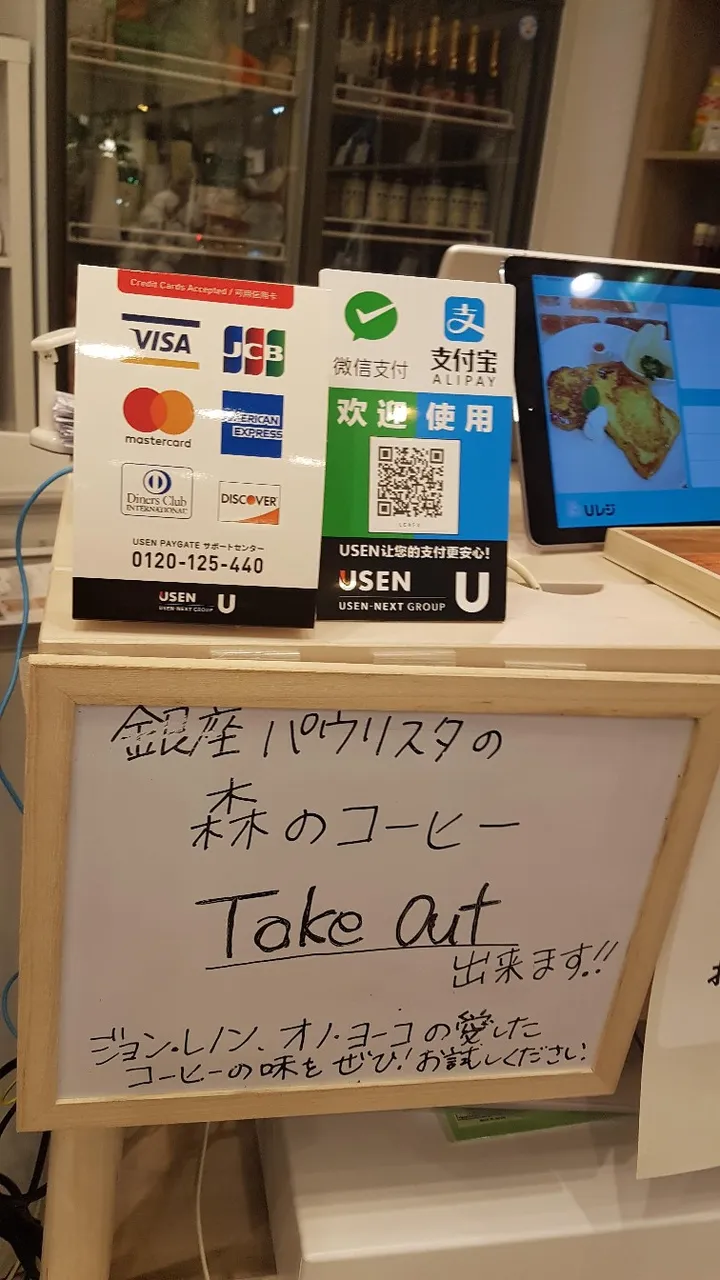 Credit Cards Accepted / 可用信用卡
VISA
JCB
mastercard
AMERICAN
EXPRESS
Diners Club
INTERNATIONAL
DISCOVER
USEN PAYGATE サポートセンター
0120-125-440
USEN
USEN-NEXT GROUP
U
微信支付
支付宝
ALIPAY
欢迎使用
USEN让您的支付更安心!
USEN
USEN-NEXT GROUP
U
Uレジ
銀座パウリスタの
森のコーヒー
Take Out
出来ます!!
ジョン・レノン、オノ・ヨーコの愛した
コーヒーの味をぜひ!お試しください